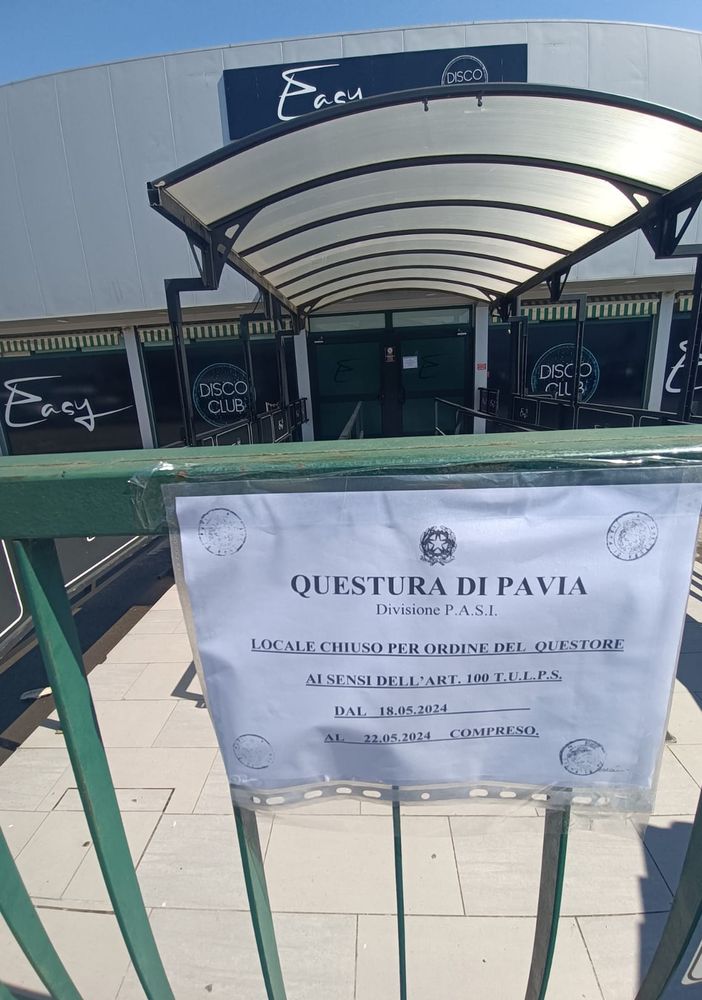 Easy
DISCO
Easy
DISCO
CLUB
DISCO
CLUB
QUESTURA DI PAVIA
Divisione P.A.S.I.
LOCALE CHIUSO PER ORDINE DEL QUESTORE
AI SENSI DELL'ART. 100 T.U.L.P.S.
DAL 18.05.2024
AL 22.05.2024 COMPRESO.